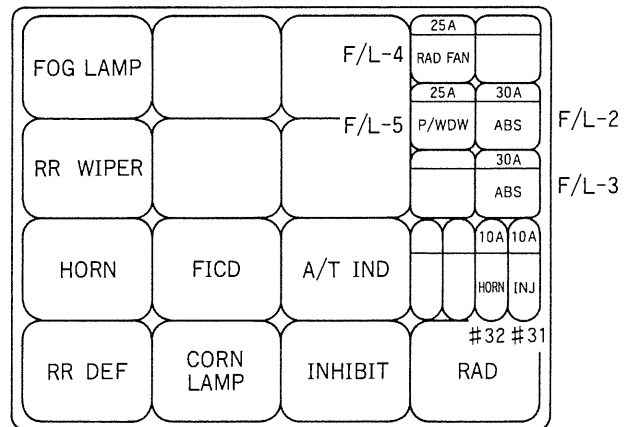 25A
FOG LAMP
F/L-4
RAD FAN
25A
30A
F/L-5
P/WDW
ABS
F/L-2
RR WIPER
30A
ABS
F/L-3
10A
10A
HORN
FICD
A/T IND
HORN
INJ
#32
#31
RR DEF
CORN
LAMP
INHIBIT
RAD